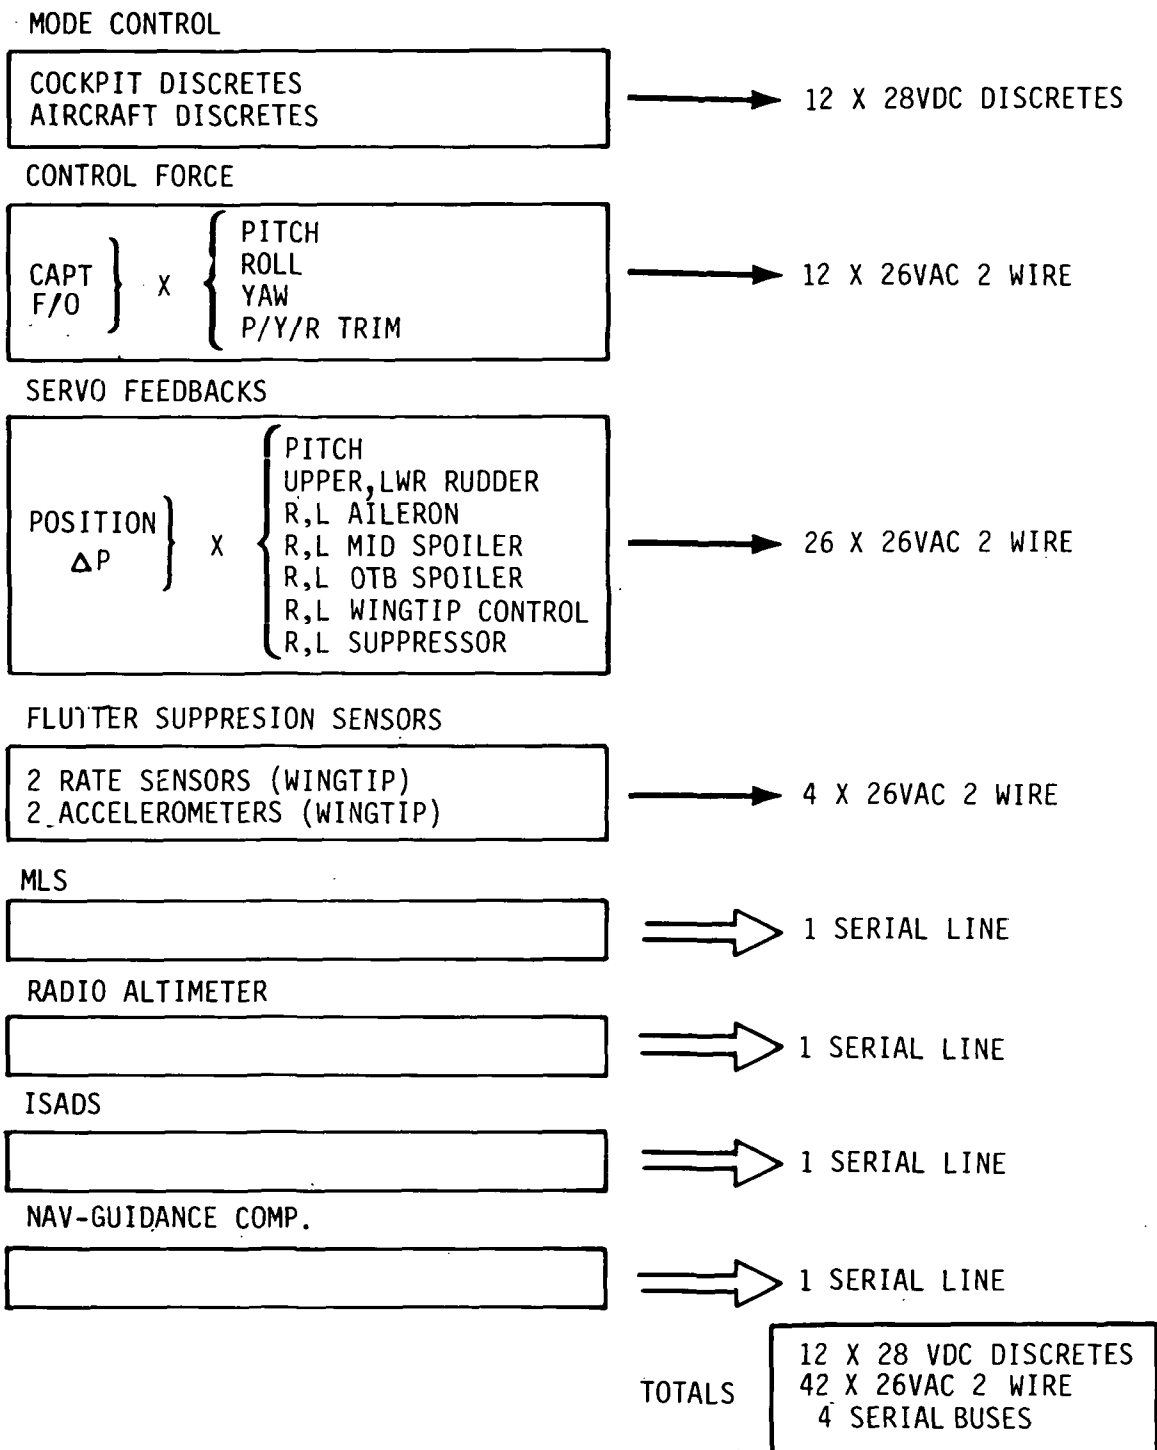 MODE CONTROL
COCKPIT DISCRETES
AIRCRAFT DISCRETES
12 X 28VDC DISCRETES
CONTROL FORCE
CAPT
F/O
X
PITCH
ROLL
YAW
P/Y/R TRIM
12 X 26VAC 2 WIRE
SERVO FEEDBACKS
POSITION
ΔP
X
PITCH
UPPER,LWR RUDDER
R,L AILERON
R,L MID SPOILER
R,L OTB SPOILER
R,L WINGTIP CONTROL
R,L SUPPRESSOR
26 X 26VAC 2 WIRE
FLUTTER SUPPRESION SENSORS
2 RATE SENSORS (WINGTIP)
2 ACCELEROMETERS (WINGTIP)
4 X 26VAC 2 WIRE
MLS
1 SERIAL LINE
RADIO ALTIMETER
1 SERIAL LINE
ISADS
1 SERIAL LINE
NAV-GUIDANCE COMP.
1 SERIAL LINE
TOTALS
12 X 28 VDC DISCRETES
42 X 26VAC 2 WIRE
4 SERIAL BUSES